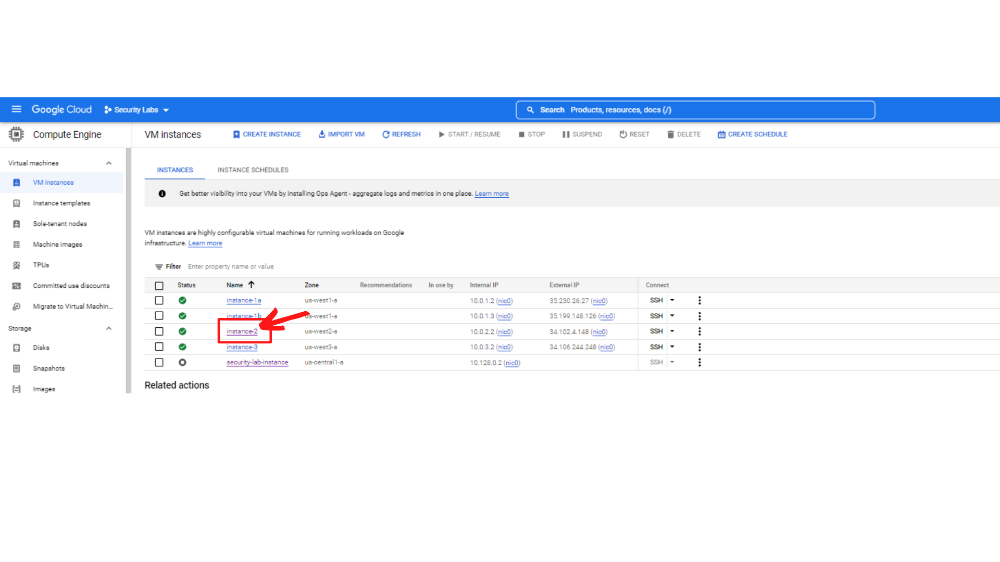 Google Cloud Security Labs Search Products, resources, docs (/)
Compute Engine
VM instances CREATE INSTANCE IMPORT VM REFRESH START / RESUME STOP SUSPEND RESET DELETE CREATE SCHEDULE
Virtual machines
VM instances
Instance templates
Sole-tenant nodes
Machine images
TPUs
Committed use discounts
Migrate to Virtual Machin...
Storage
Disks
Snapshots
Images
INSTANCES INSTANCE SCHEDULES
Get better visibility into your VMs by installing Ops Agent - aggregate logs and metrics in one place. Learn more
VM instances are highly configurable virtual machines for running workloads on Google
infrastructure. Learn more
Filter Enter property name or value
Status Name Zone Recommendations In use by Internal IP External IP Connect
instance-1a us-west1-a 10.0.1.2 (nic0) 35.230.26.27 (nic0) SSH
instance-1b us-west1-a 10.0.1.3 (nic0) 35.199.148.126 (nic0) SSH
instance-2 us-west2-a 10.0.2.2 (nic0) 34.102.4.148 (nic0) SSH
instance-3 us-west3-a 10.0.3.2 (nic0) 34.106.244.248 (nic0) SSH
security-lab-instance us-central1-a 10.128.0.2 (nic0) SSH
Related actions